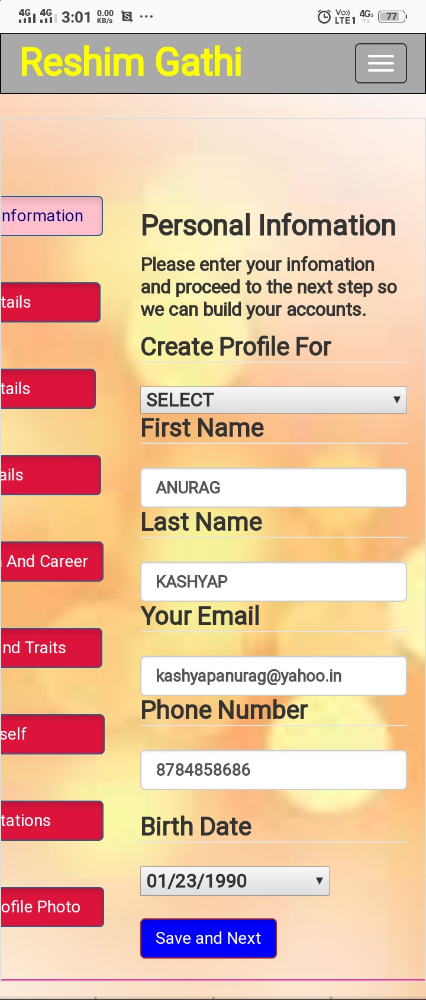 4G 4G 3:01 0.00 KB/s S ... Vo)) LTE1 4G2 77
Reshim Gathi
nformation
Personal Infomation
Please enter your infomation
and proceed to the next step so
we can build your accounts.
tails
Create Profile For
tails
SELECT
First Name
ails
ANURAG
Last Name
And Career
KASHYAP
Your Email
nd Traits
kashyapanurag@yahoo.in
Phone Number
self
8784858686
tations
Birth Date
01/23/1990
ofile Photo
Save and Next